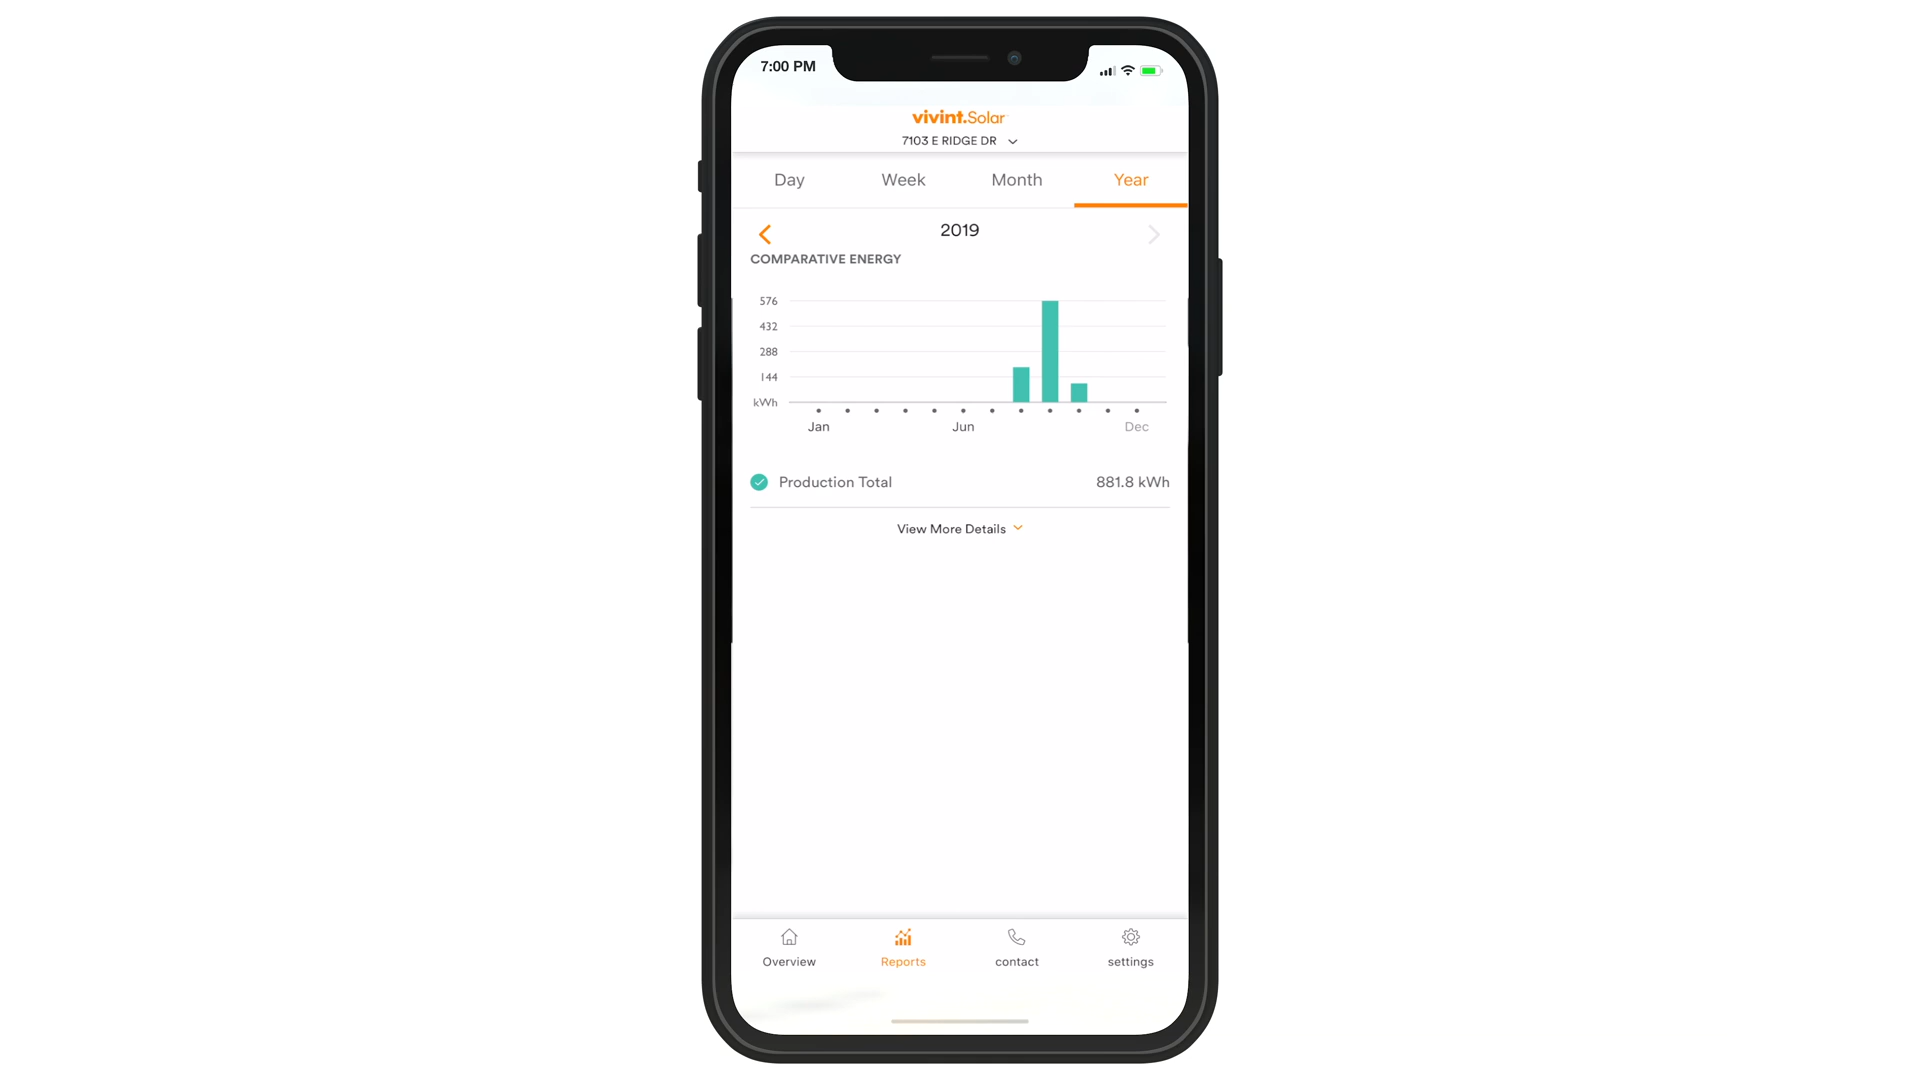 7:00 PM
vivint.Solar
7103 E RIDGE DR
Day Week Month Year
2019
COMPARATIVE ENERGY
576
432
288
144
kWh
Jan Jun Dec
Production Total 881.8 kWh
View More Details
Overview Reports contact settings